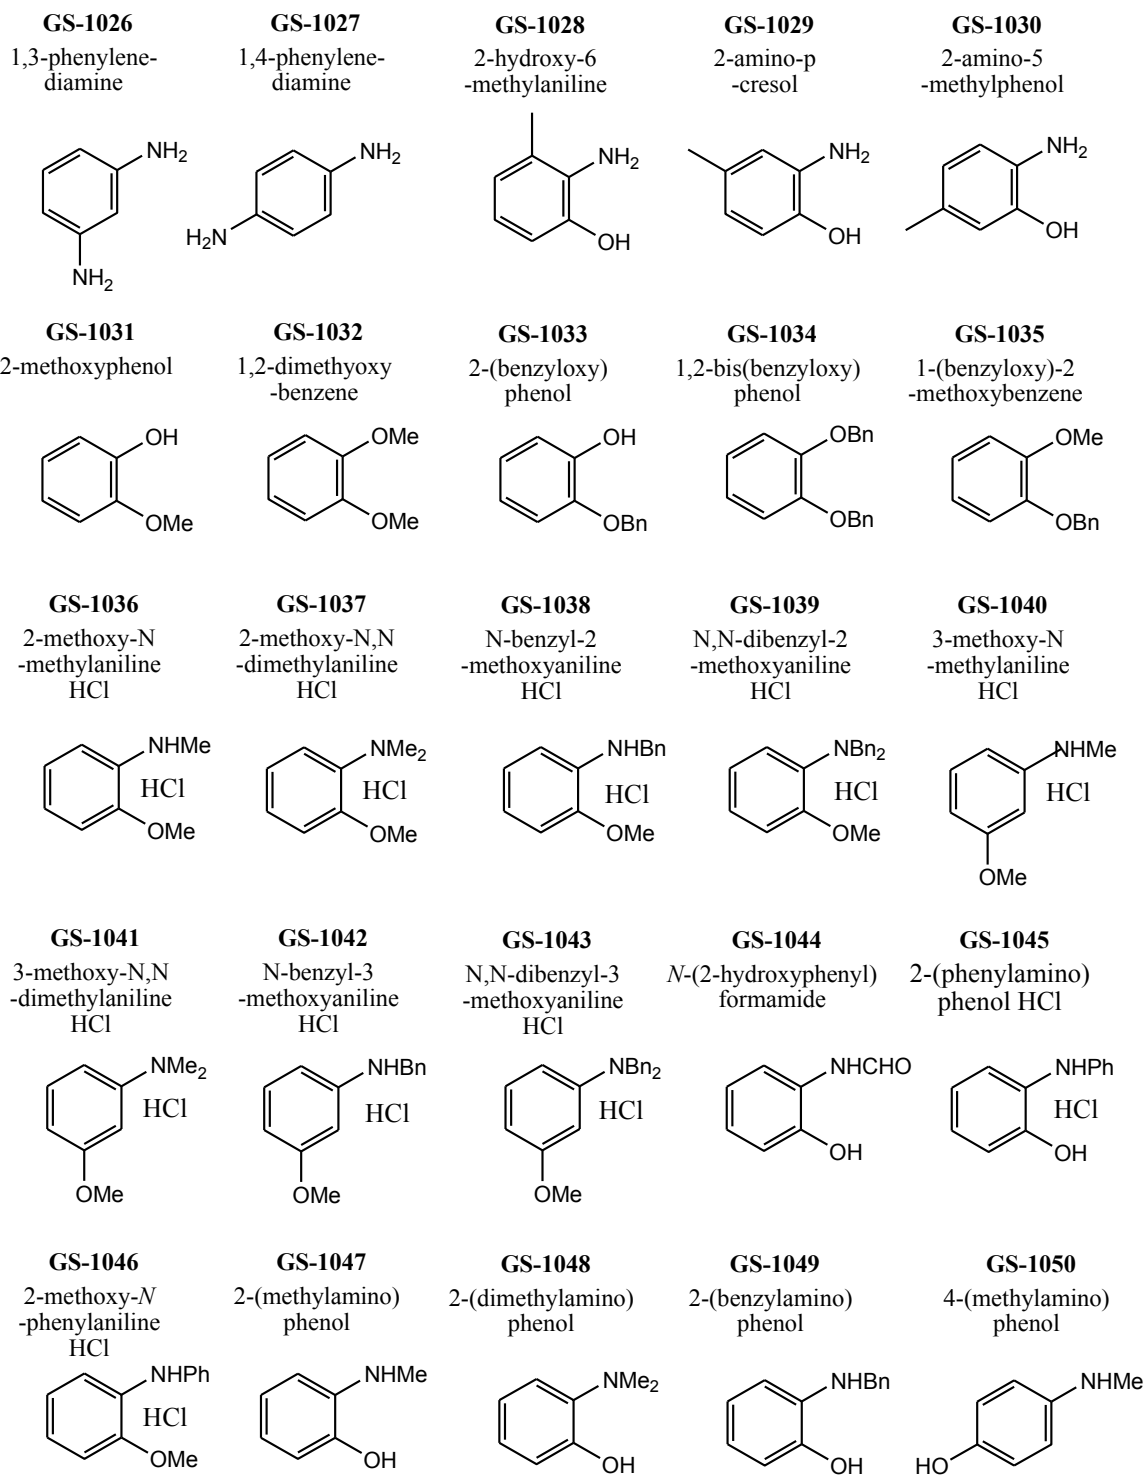 GS-1026
1,3-phenylene-
diamine
NH2
NH2
GS-1027
1,4-phenylene-
diamine
NH2
H2N
GS-1028
2-hydroxy-6
-methylaniline
NH2
OH
GS-1029
2-amino-p
-cresol
NH2
OH
GS-1030
2-amino-5
-methylphenol
NH2
OH
GS-1031
2-methoxyphenol
OH
OMe
GS-1032
1,2-dimethyoxy
-benzene
OMe
OMe
GS-1033
2-(benzyloxy)
phenol
OH
OBn
GS-1034
1,2-bis(benzyloxy)
phenol
OBn
OBn
GS-1035
1-(benzyloxy)-2
-methoxybenzene
OMe
OBn
GS-1036
2-methoxy-N
-methylaniline
HCl
NHMe
HCl
OMe
GS-1037
2-methoxy-N,N
-dimethylaniline
HCl
NMe2
HCl
OMe
GS-1038
N-benzyl-2
-methoxyaniline
HCl
NHBn
HCl
OMe
GS-1039
N,N-dibenzyl-2
-methoxyaniline
HCl
NBn2
HCl
OMe
GS-1040
3-methoxy-N
-methylaniline
HCl
NHMe
HCl
OMe
GS-1041
3-methoxy-N,N
-dimethylaniline
HCl
NMe2
HCl
OMe
GS-1042
N-benzyl-3
-methoxyaniline
HCl
NHBn
HCl
OMe
GS-1043
N,N-dibenzyl-3
-methoxyaniline
HCl
NBn2
HCl
OMe
GS-1044
N-(2-hydroxyphenyl)
formamide
NHCHO
OH
GS-1045
2-(phenylamino)
phenol HCl
NHPh
HCl
OH
GS-1046
2-methoxy-N
-phenylaniline
HCl
NHPh
HCl
OMe
GS-1047
2-(methylamino)
phenol
NHMe
OH
GS-1048
2-(dimethylamino)
phenol
NMe2
OH
GS-1049
2-(benzylamino)
phenol
NHBn
OH
GS-1050
4-(methylamino)
phenol
NHMe
HO